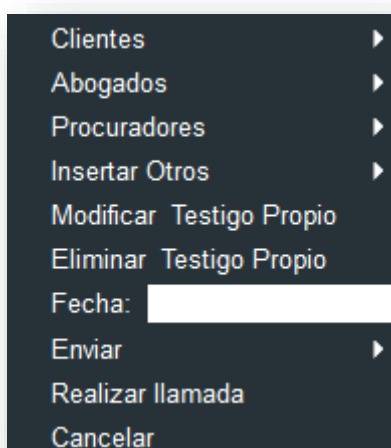 Clientes
Abogados
Procuradores
Insertar Otros
Modificar Testigo Propio
Eliminar Testigo Propio
Fecha:
Enviar
Realizar llamada
Cancelar